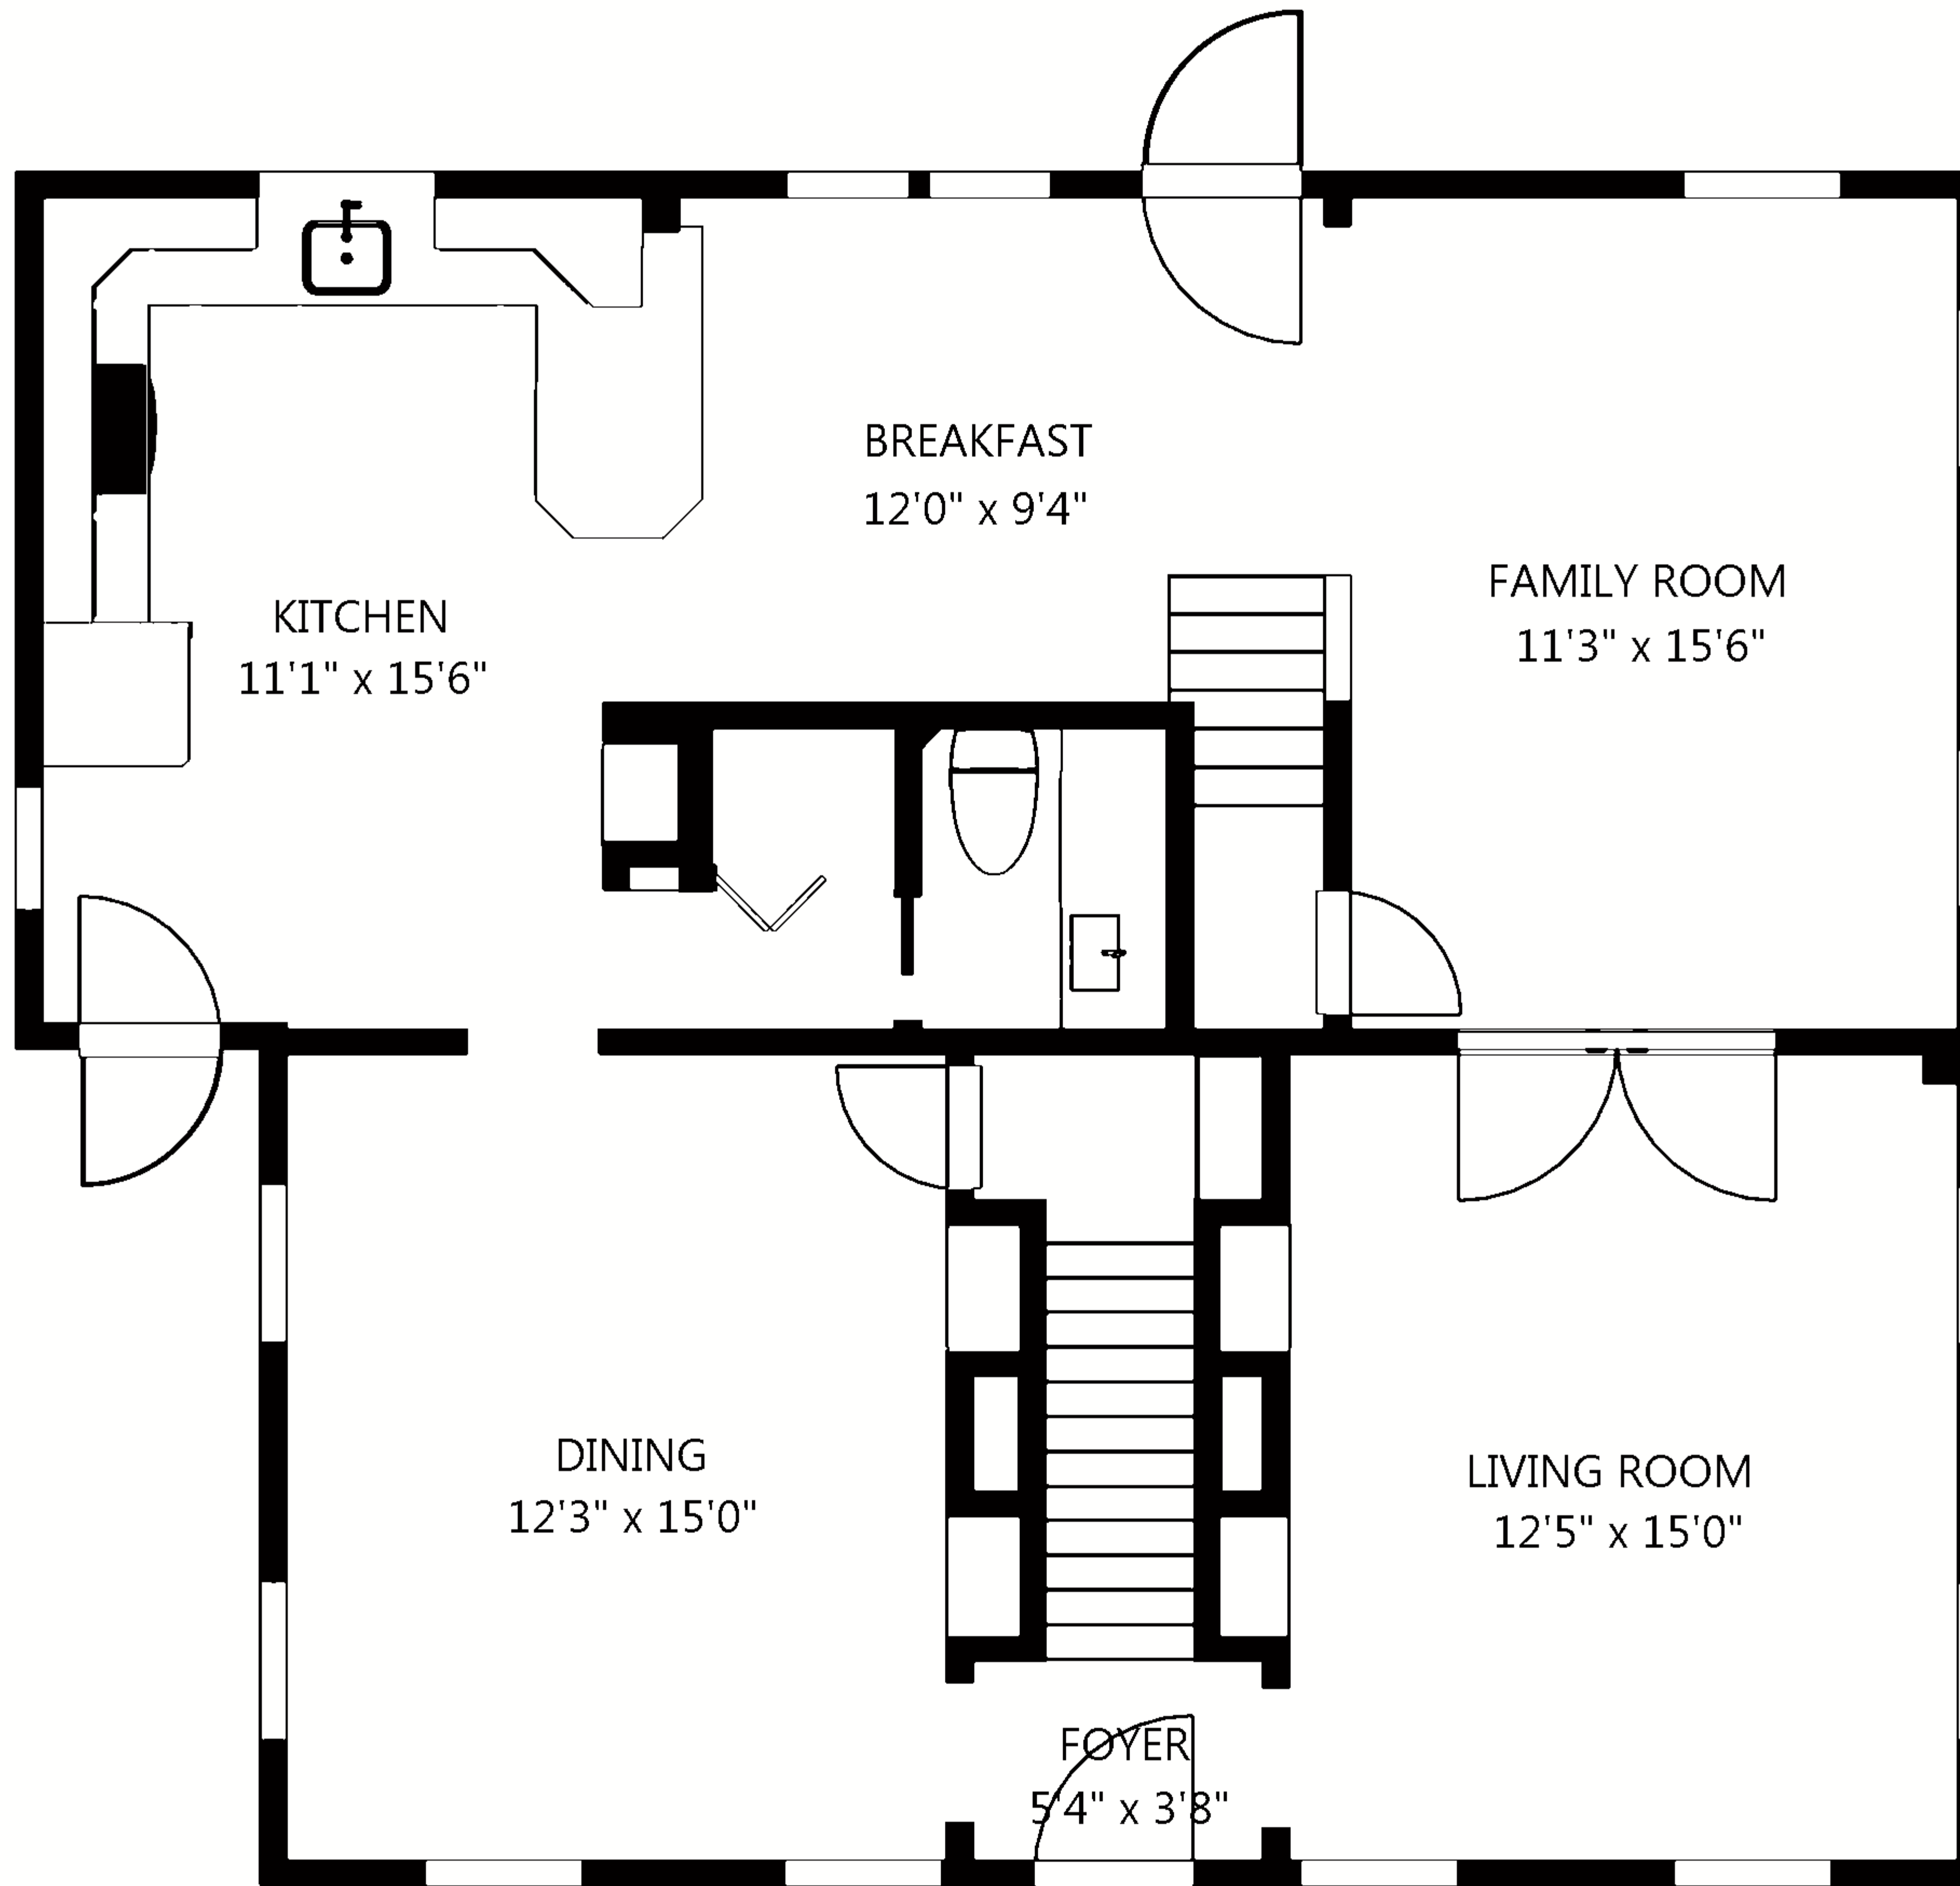 BREAKFAST
12'0" x 9'4"
FAMILY ROOM
11'3" x 15'6"
KITCHEN
11'1" x 15'6"
DINING
12'3" x 15'0"
LIVING ROOM
12'5" x 15'0"
FOYER
5'4" x 3'8"